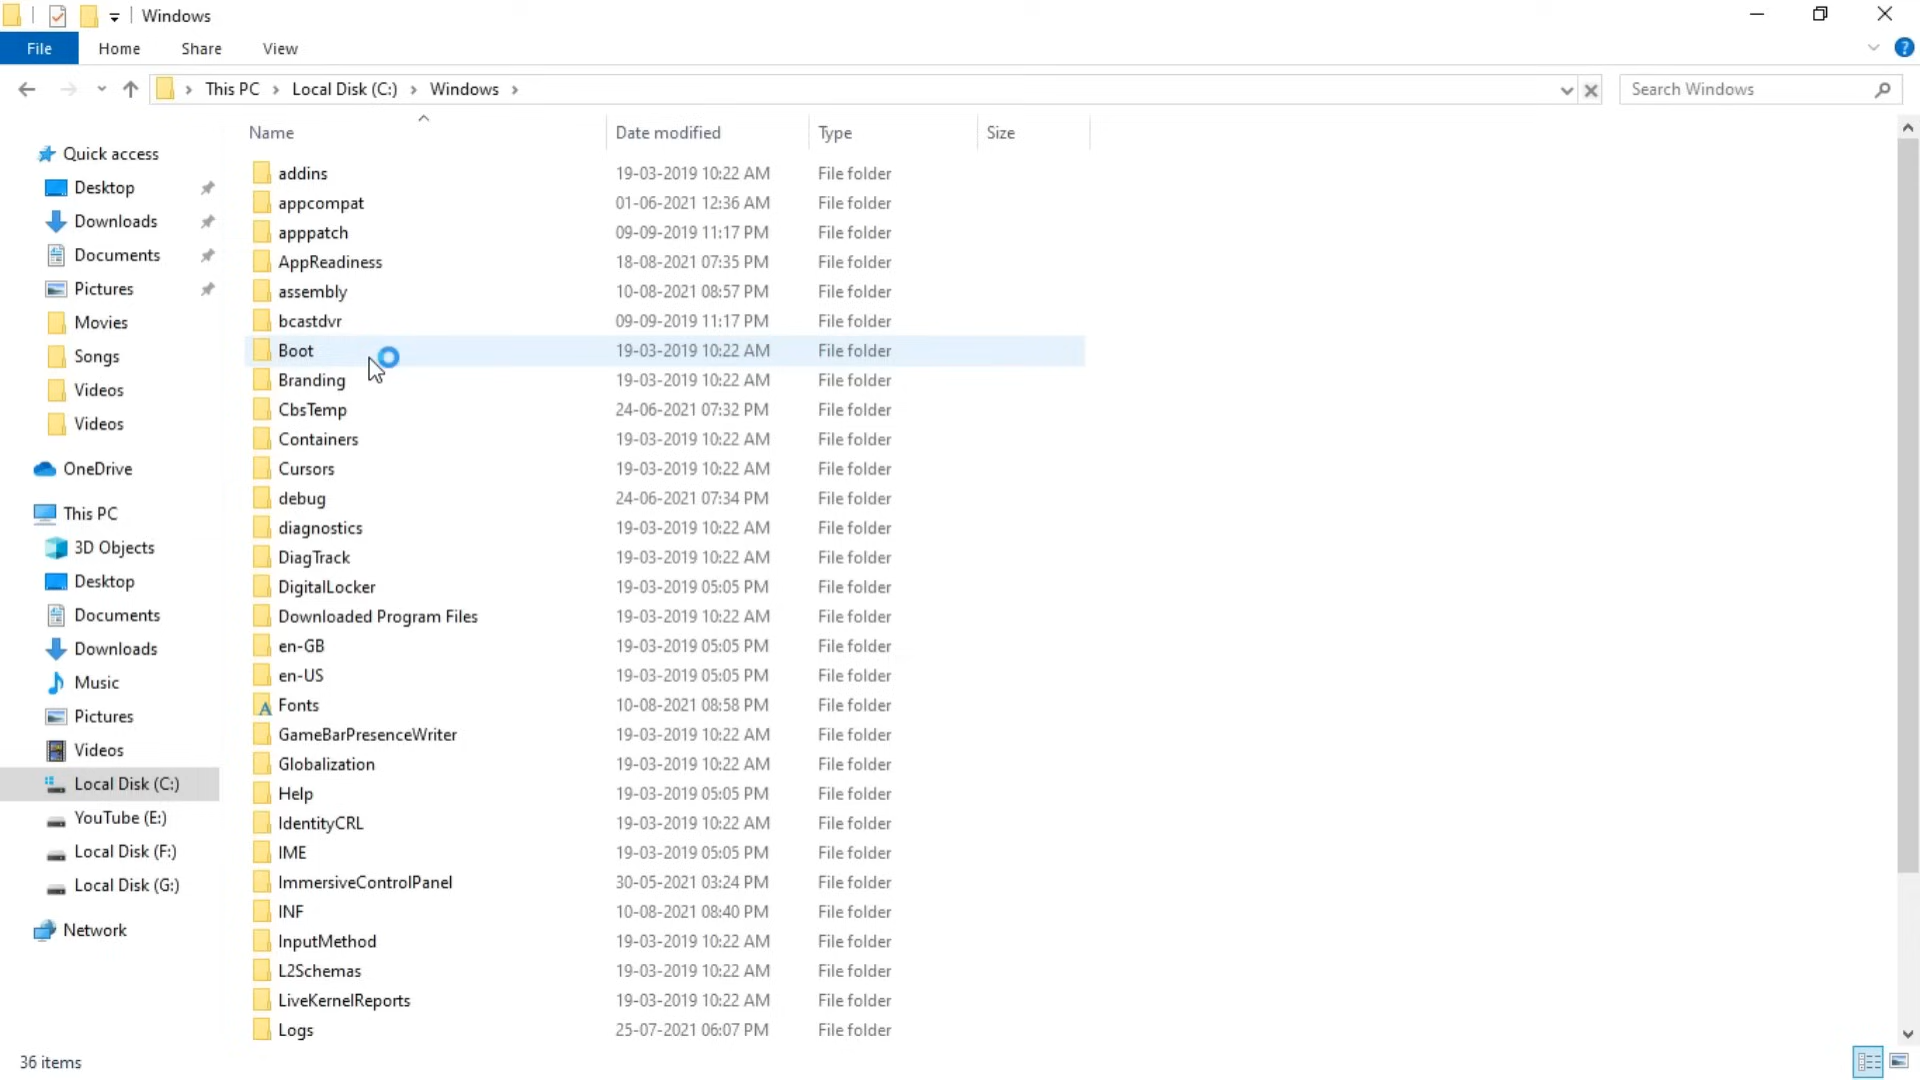 Windows
File Home Share View
This PC Local Disk (C:) Windows
Search Windows
Name Date modified Type Size
Quick access
Desktop
Downloads
Documents
Pictures
Movies
Songs
Videos
Videos
OneDrive
This PC
3D Objects
Desktop
Documents
Downloads
Music
Pictures
Videos
Local Disk (C:)
YouTube (E:)
Local Disk (F:)
Local Disk (G:)
Network
addins 19-03-2019 10:22 AM File folder
appcompat 01-06-2021 12:36 AM File folder
apppatch 09-09-2019 11:17 PM File folder
AppReadiness 18-08-2021 07:35 PM File folder
assembly 10-08-2021 08:57 PM File folder
bcastdvr 09-09-2019 11:17 PM File folder
Boot 19-03-2019 10:22 AM File folder
Branding 19-03-2019 10:22 AM File folder
CbsTemp 24-06-2021 07:32 PM File folder
Containers 19-03-2019 10:22 AM File folder
Cursors 19-03-2019 10:22 AM File folder
debug 24-06-2021 07:34 PM File folder
diagnostics 19-03-2019 10:22 AM File folder
DiagTrack 19-03-2019 10:22 AM File folder
DigitalLocker 19-03-2019 05:05 PM File folder
Downloaded Program Files 19-03-2019 10:22 AM File folder
en-GB 19-03-2019 05:05 PM File folder
en-US 19-03-2019 05:05 PM File folder
Fonts 10-08-2021 08:58 PM File folder
GameBarPresenceWriter 19-03-2019 10:22 AM File folder
Globalization 19-03-2019 10:22 AM File folder
Help 19-03-2019 05:05 PM File folder
IdentityCRL 19-03-2019 10:22 AM File folder
IME 19-03-2019 05:05 PM File folder
ImmersiveControlPanel 30-05-2021 03:24 PM File folder
INF 10-08-2021 08:40 PM File folder
InputMethod 19-03-2019 10:22 AM File folder
L2Schemas 19-03-2019 10:22 AM File folder
LiveKernelReports 19-03-2019 10:22 AM File folder
Logs 25-07-2021 06:07 PM File folder
36 items